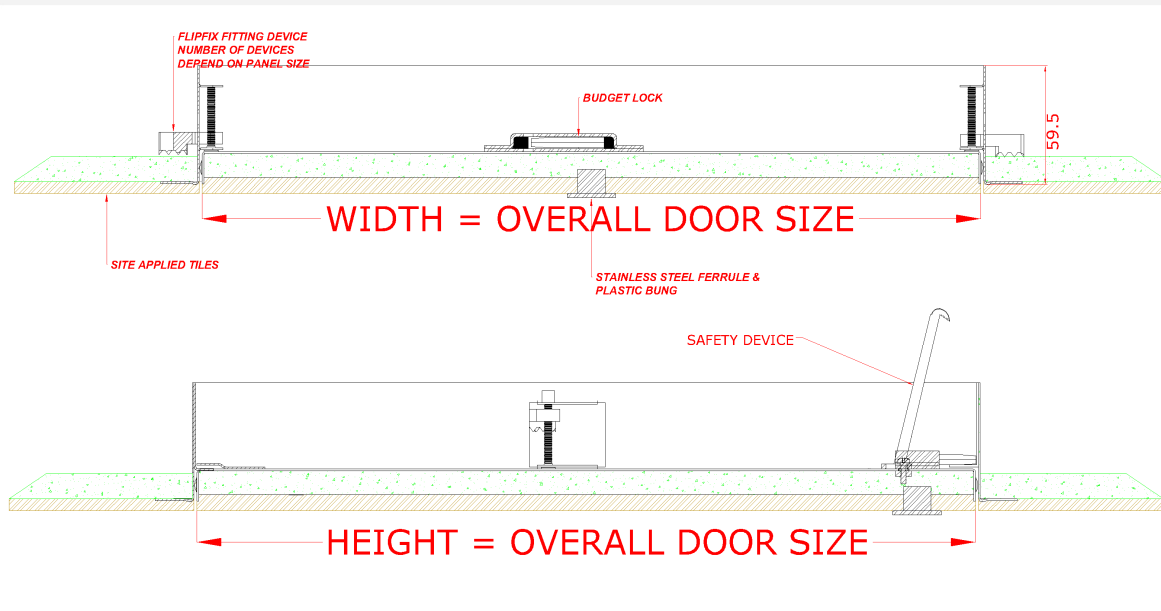 FLIPFIX FITTING DEVICE
NUMBER OF DEVICES
DEPEND ON PANEL SIZE
BUDGET LOCK
59.5
WIDTH = OVERALL DOOR SIZE
SITE APPLIED TILES
STAINLESS STEEL FERRULE &
PLASTIC BUNG
SAFETY DEVICE
HEIGHT = OVERALL DOOR SIZE